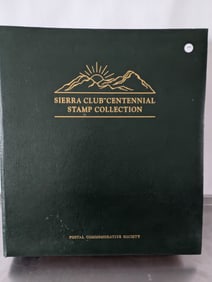 SIERRA CLUB CENTENNIAL
STAMP COLLECTION
POSTAL COMMEMORATIVE SOCIETY